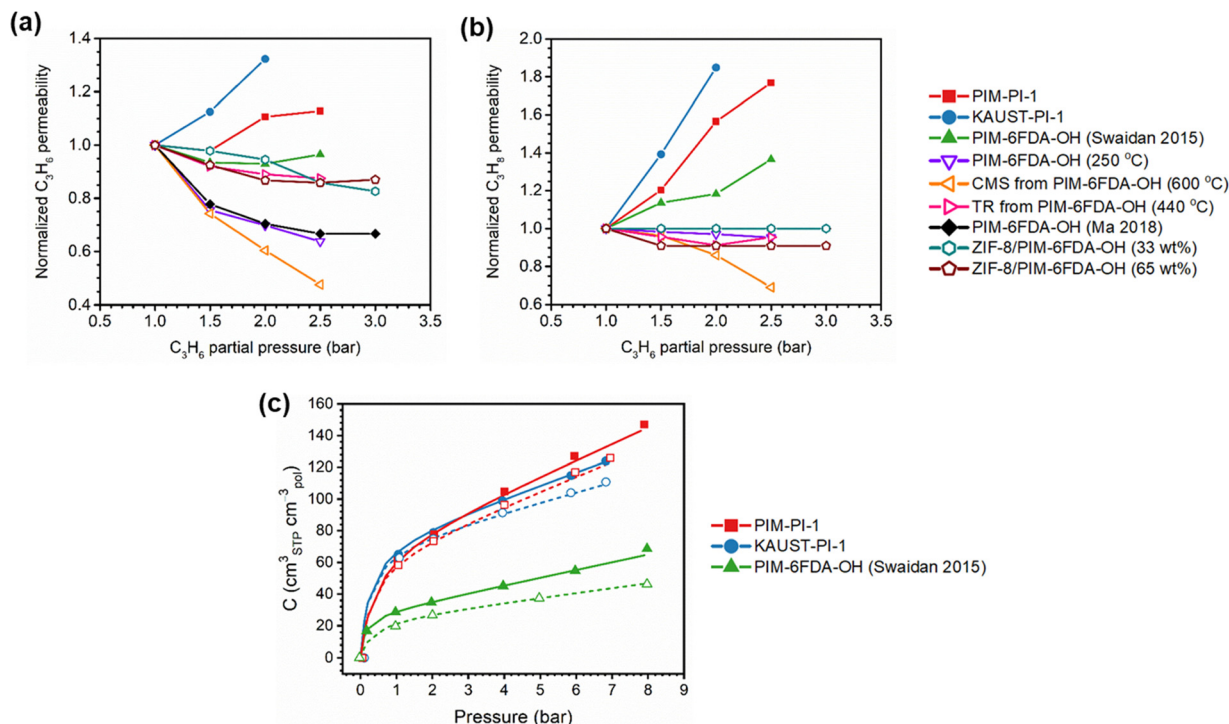 (a)
1.4
1.2
1.0
0.8
0.6
0.4
Normalized C₃H₆ permeability
0.5 1.0 1.5 2.0 2.5 3.0 3.5
C₃H₆ partial pressure (bar)
(b)
2.0
1.8
1.6
1.4
1.2
1.0
0.8
0.6
Normalized C₃H₈ permeability
0.5 1.0 1.5 2.0 2.5 3.0 3.5
C₃H₆ partial pressure (bar)
PIM-PI-1
KAUST-PI-1
PIM-6FDA-OH (Swaidan 2015)
PIM-6FDA-OH (250 °C)
CMS from PIM-6FDA-OH (600 °C)
TR from PIM-6FDA-OH (440 °C)
PIM-6FDA-OH (Ma 2018)
ZIF-8/PIM-6FDA-OH (33 wt%)
ZIF-8/PIM-6FDA-OH (65 wt%)
(c)
160
140
120
100
80
60
40
20
0
C (cm³STP cm⁻³pol)
0 1 2 3 4 5 6 7 8 9
Pressure (bar)
PIM-PI-1
KAUST-PI-1
PIM-6FDA-OH (Swaidan 2015)